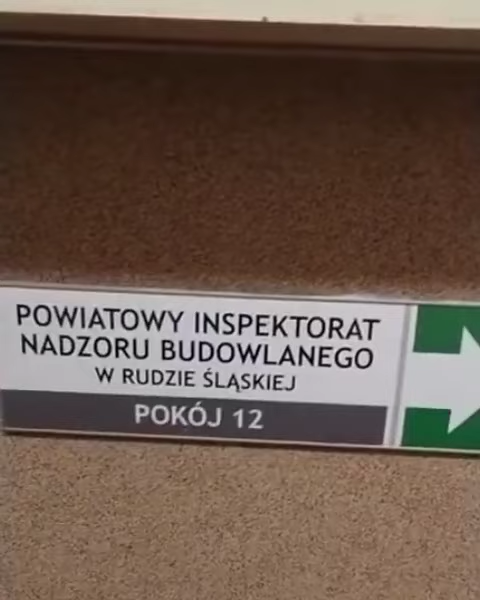 POWIATOWY INSPEKTORAT
NADZORU BUDOWLANEGO
W RUDZIE ŚLĄSKIEJ
POKÓJ 12